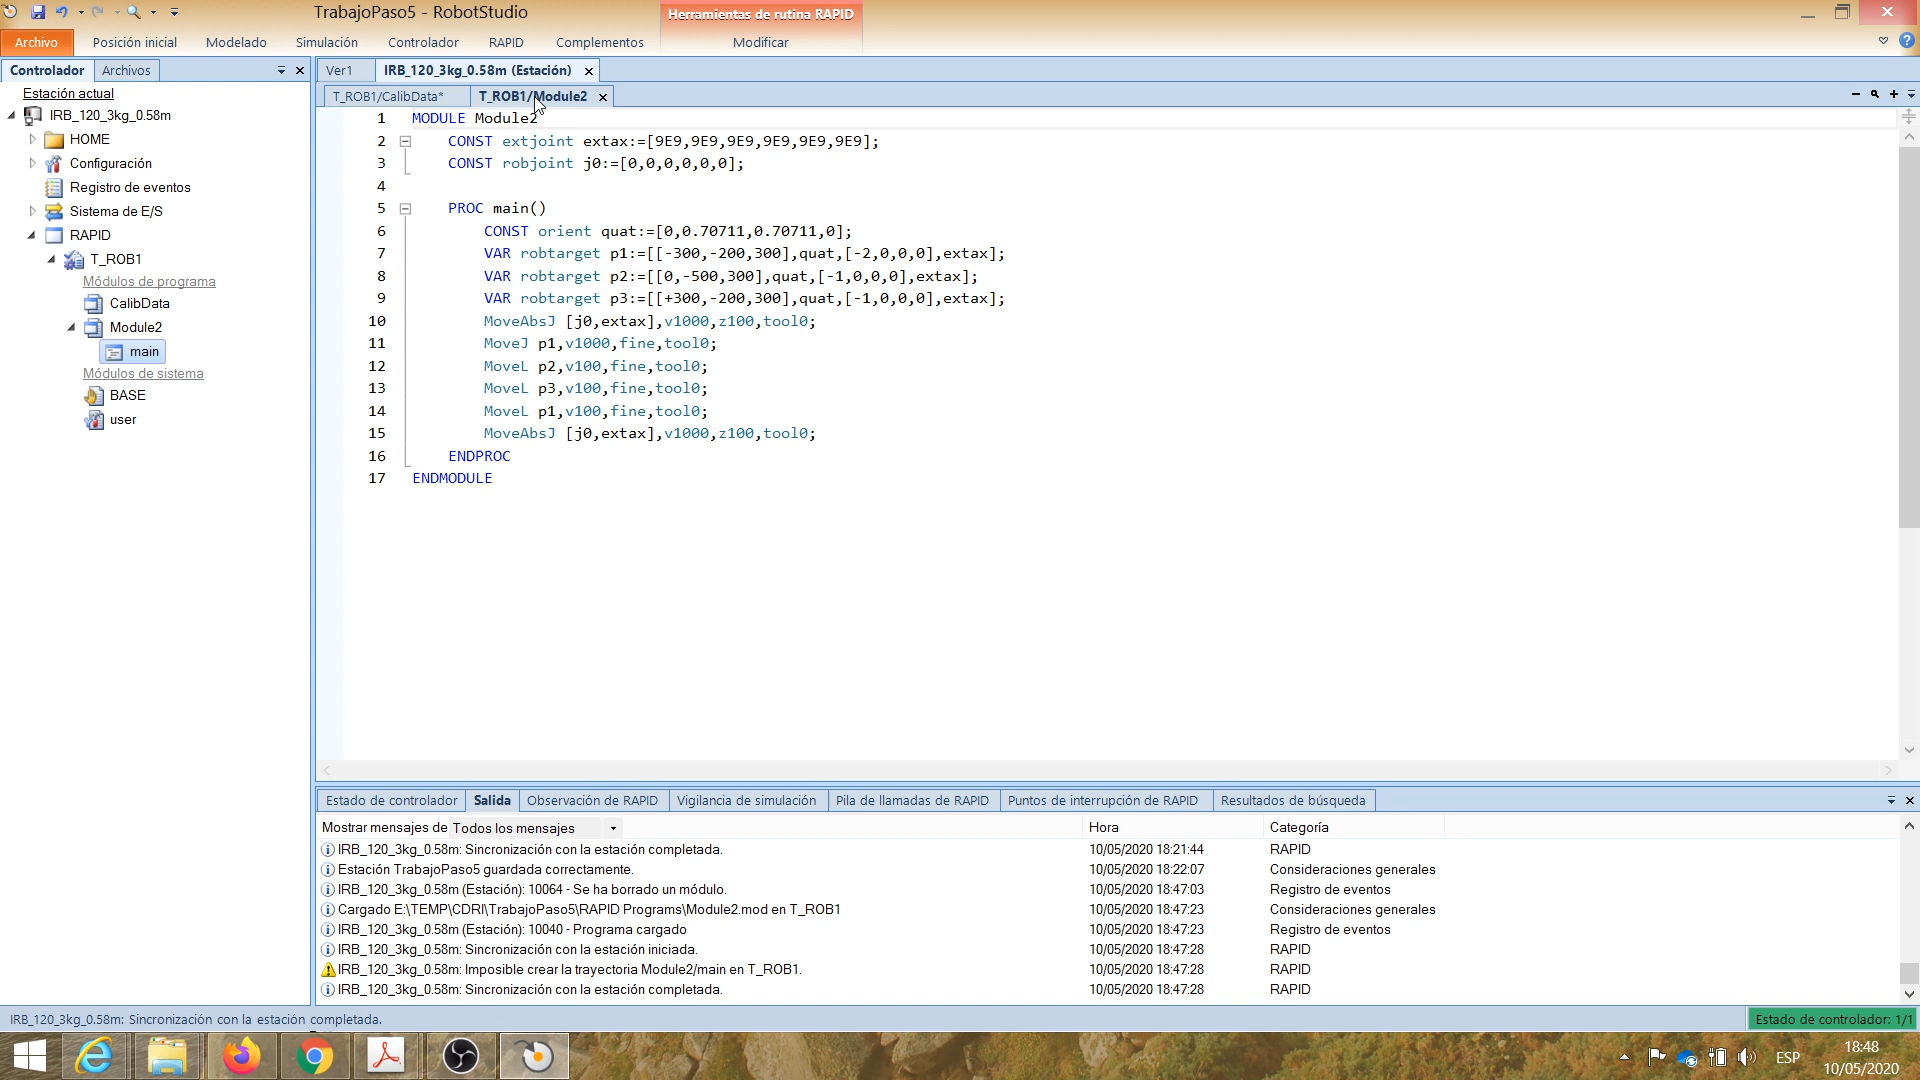 TrabajoPaso5 - RobotStudio
Herramientas de rutina RAPID
Archivo Posición inicial Modelado Simulación Controlador RAPID Complementos Modificar
Controlador Archivos
Ver1 IRB_120_3kg_0.58m (Estación)
T_ROB1/CalibData* T_ROB1/Module2
Estación actual
IRB_120_3kg_0.58m
HOME
Configuración
Registro de eventos
Sistema de E/S
RAPID
T_ROB1
Módulos de programa
CalibData
Module2
main
Módulos de sistema
BASE
user
1 MODULE Module2
2 CONST extjoint extax:=[9E9,9E9,9E9,9E9,9E9,9E9];
3 CONST robjoint j0:=[0,0,0,0,0,0];
4
5 PROC main()
6 CONST orient quat:=[0,0.70711,0.70711,0];
7 VAR robtarget p1:=[[-300,-200,300],quat,[-2,0,0,0],extax];
8 VAR robtarget p2:=[[0,-500,300],quat,[-1,0,0,0],extax];
9 VAR robtarget p3:=[[+300,-200,300],quat,[-1,0,0,0],extax];
10 MoveAbsJ [j0,extax],v1000,z100,tool0;
11 MoveJ p1,v1000,fine,tool0;
12 MoveL p2,v100,fine,tool0;
13 MoveL p3,v100,fine,tool0;
14 MoveL p1,v100,fine,tool0;
15 MoveAbsJ [j0,extax],v1000,z100,tool0;
16 ENDPROC
17 ENDMODULE
Estado de controlador Salida Observación de RAPID Vigilancia de simulación Pila de llamadas de RAPID Puntos de interrupción de RAPID Resultados de búsqueda
Mostrar mensajes de Todos los mensajes Hora Categoría
IRB_120_3kg_0.58m: Sincronización con la estación completada. 10/05/2020 18:21:44 RAPID
Estación TrabajoPaso5 guardada correctamente. 10/05/2020 18:22:07 Consideraciones generales
IRB_120_3kg_0.58m (Estación): 10064 - Se ha borrado un módulo. 10/05/2020 18:47:03 Registro de eventos
Cargado E:\TEMP\CDRI\TrabajoPaso5\RAPID Programs\Module2.mod en T_ROB1 10/05/2020 18:47:23 Consideraciones generales
IRB_120_3kg_0.58m (Estación): 10040 - Programa cargado 10/05/2020 18:47:23 Registro de eventos
IRB_120_3kg_0.58m: Sincronización con la estación iniciada. 10/05/2020 18:47:28 RAPID
IRB_120_3kg_0.58m: Imposible crear la trayectoria Module2/main en T_ROB1. 10/05/2020 18:47:28 RAPID
IRB_120_3kg_0.58m: Sincronización con la estación completada. 10/05/2020 18:47:28 RAPID
IRB_120_3kg_0.58m: Sincronización con la estación completada. Estado de controlador: 1/1
ESP 18:48
10/05/2020